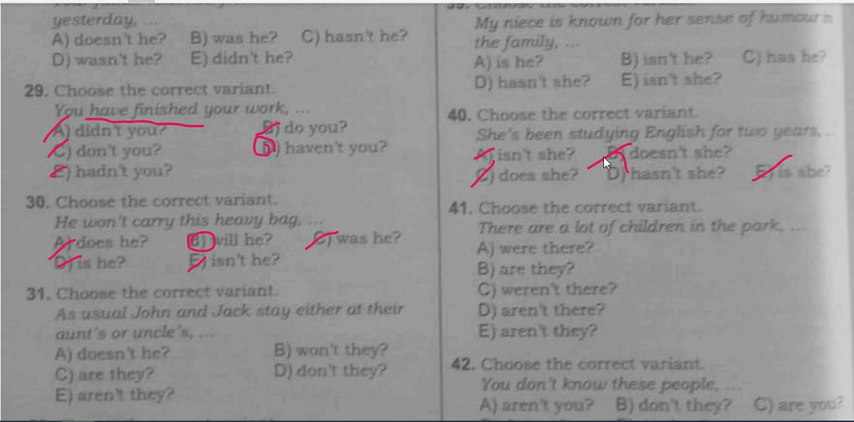 yesterday, ...
A) doesn't he? B) was he? C) hasn't he?
D) wasn't he? E) didn't he?
29. Choose the correct variant.
You have finished your work, ...
A) didn't you? B) do you?
C) don't you? D) haven't you?
E) hadn't you?
30. Choose the correct variant.
He won't carry this heavy bag, ...
A) does he? B) will he? C) was he?
D) is he? E) isn't he?
31. Choose the correct variant.
As usual John and Jack stay either at their
aunt's or uncle's, ...
A) doesn't he? B) won't they?
C) are they? D) don't they?
E) aren't they?
39. Choose the correct variant.
My niece is known for her sense of humour in
the family, ...
A) is he? B) isn't he? C) has he?
D) hasn't she? E) isn't she?
40. Choose the correct variant.
She's been studying English for two years, ...
A) isn't she? B) doesn't she?
C) does she? D) hasn't she? E) is she?
41. Choose the correct variant.
There are a lot of children in the park, ...
A) were there?
B) are they?
C) weren't there?
D) aren't there?
E) aren't they?
42. Choose the correct variant.
You don't know these people, ...
A) aren't you? B) don't they? C) are you?